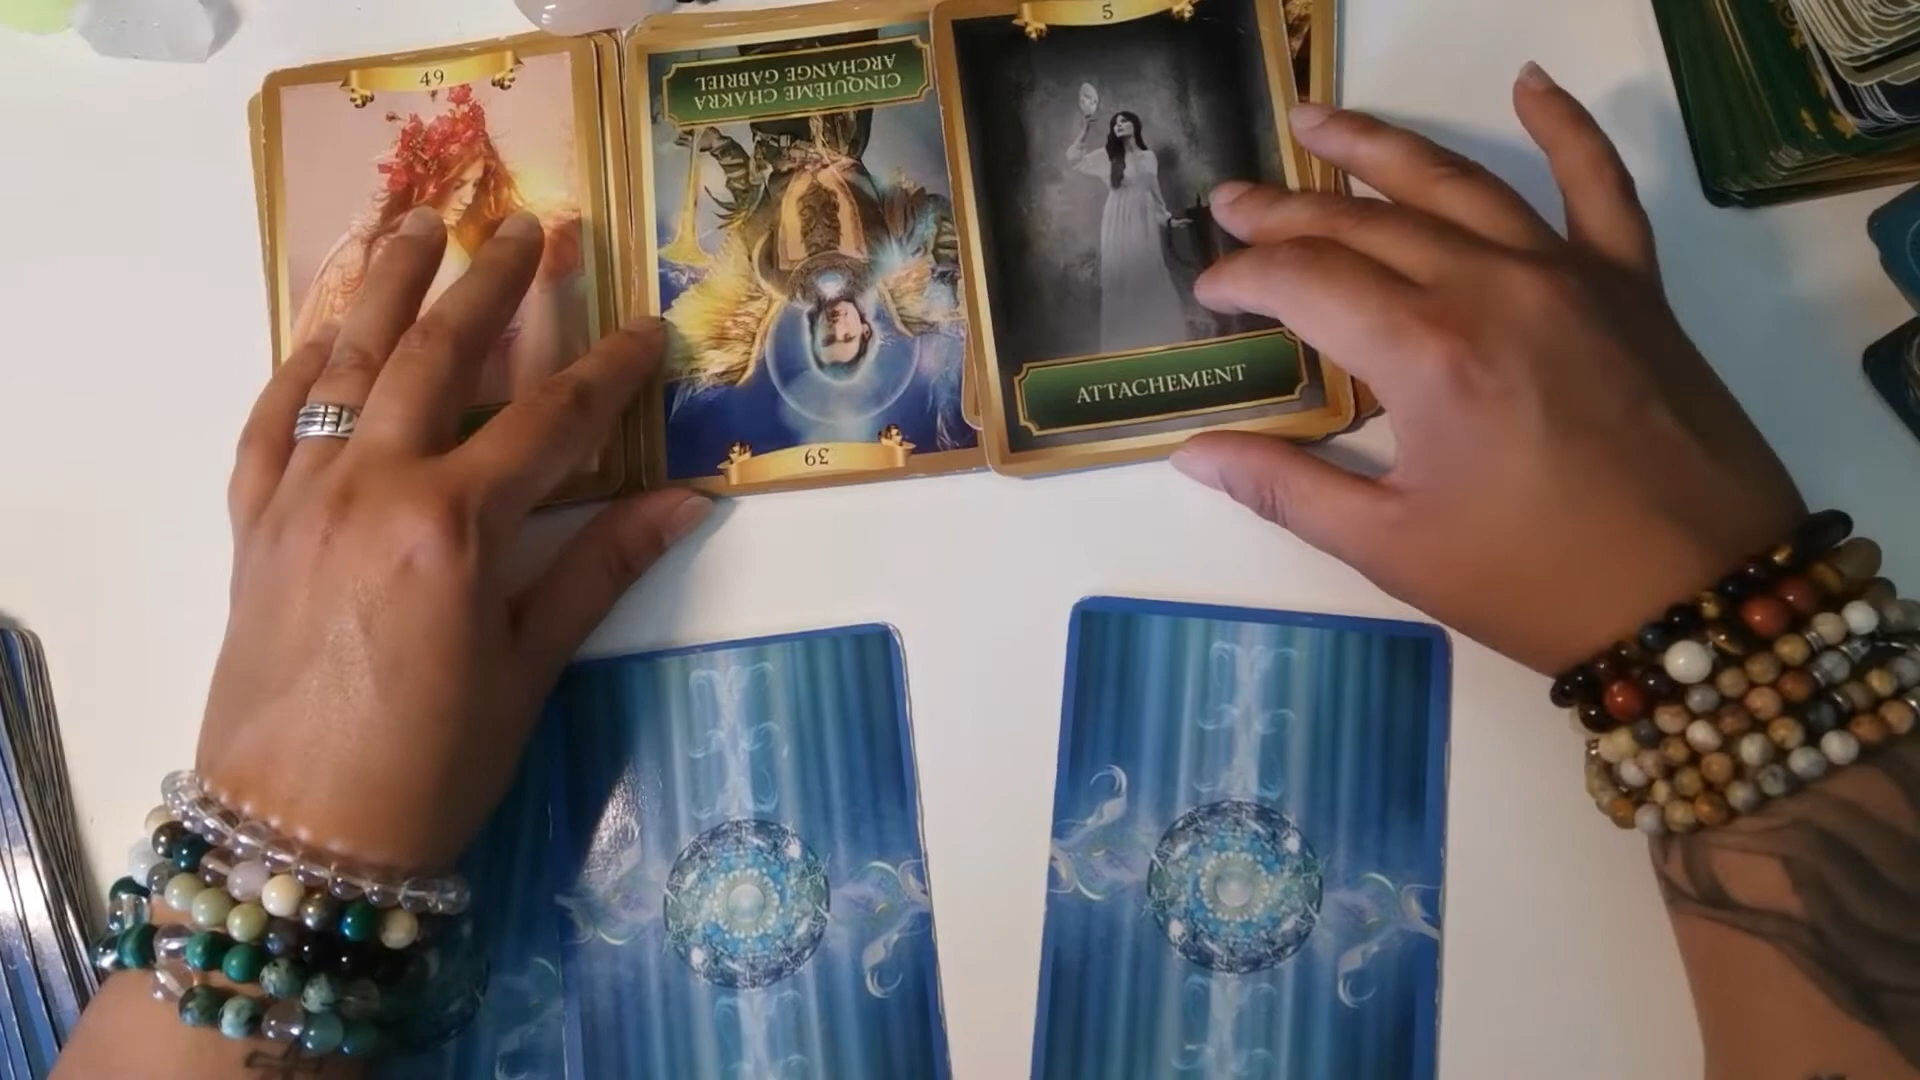 49
CINQUIÈME CHAKRA
ARCHANGE GABRIEL
39
5
ATTACHEMENT